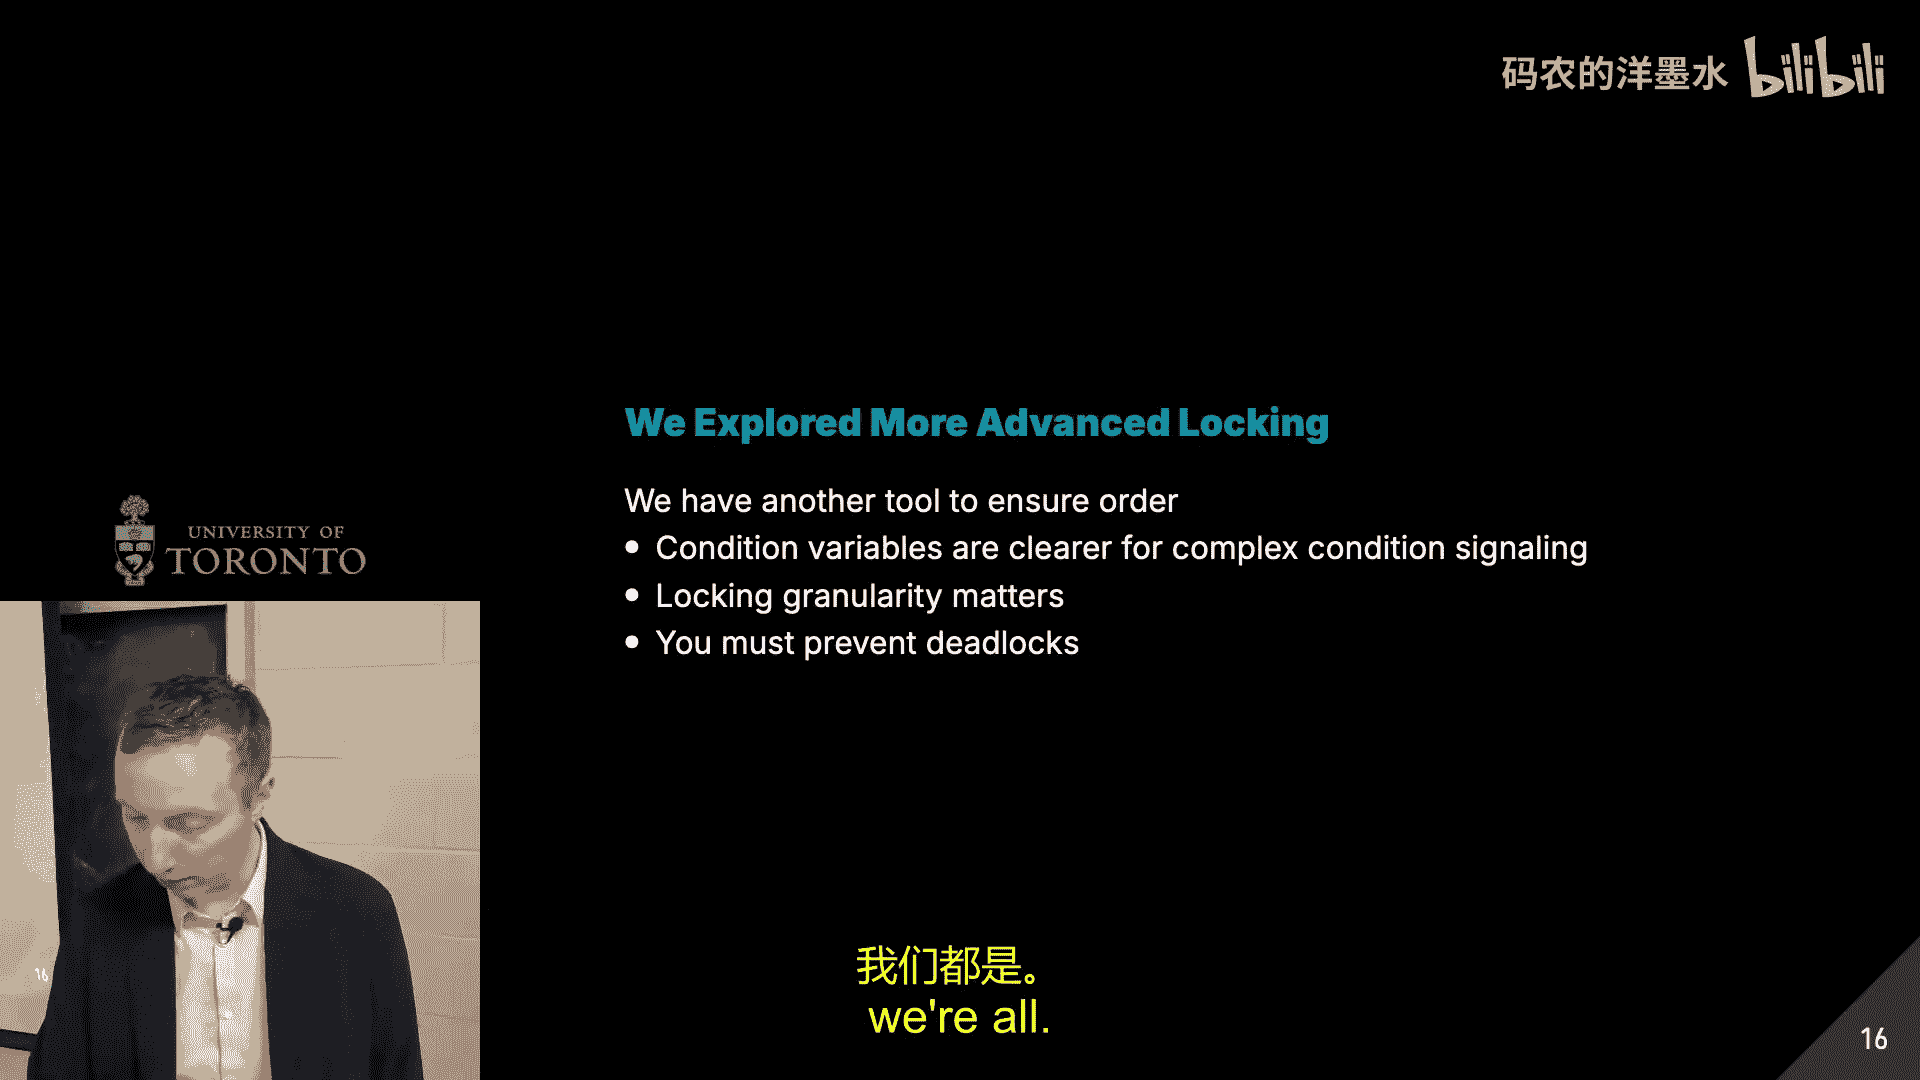 码农的洋墨水 bilibili
We Explored More Advanced Locking
We have another tool to ensure order
• Condition variables are clearer for complex condition signaling
• Locking granularity matters
• You must prevent deadlocks
UNIVERSITY OF
TORONTO
16
我们都是。
we're all.
16